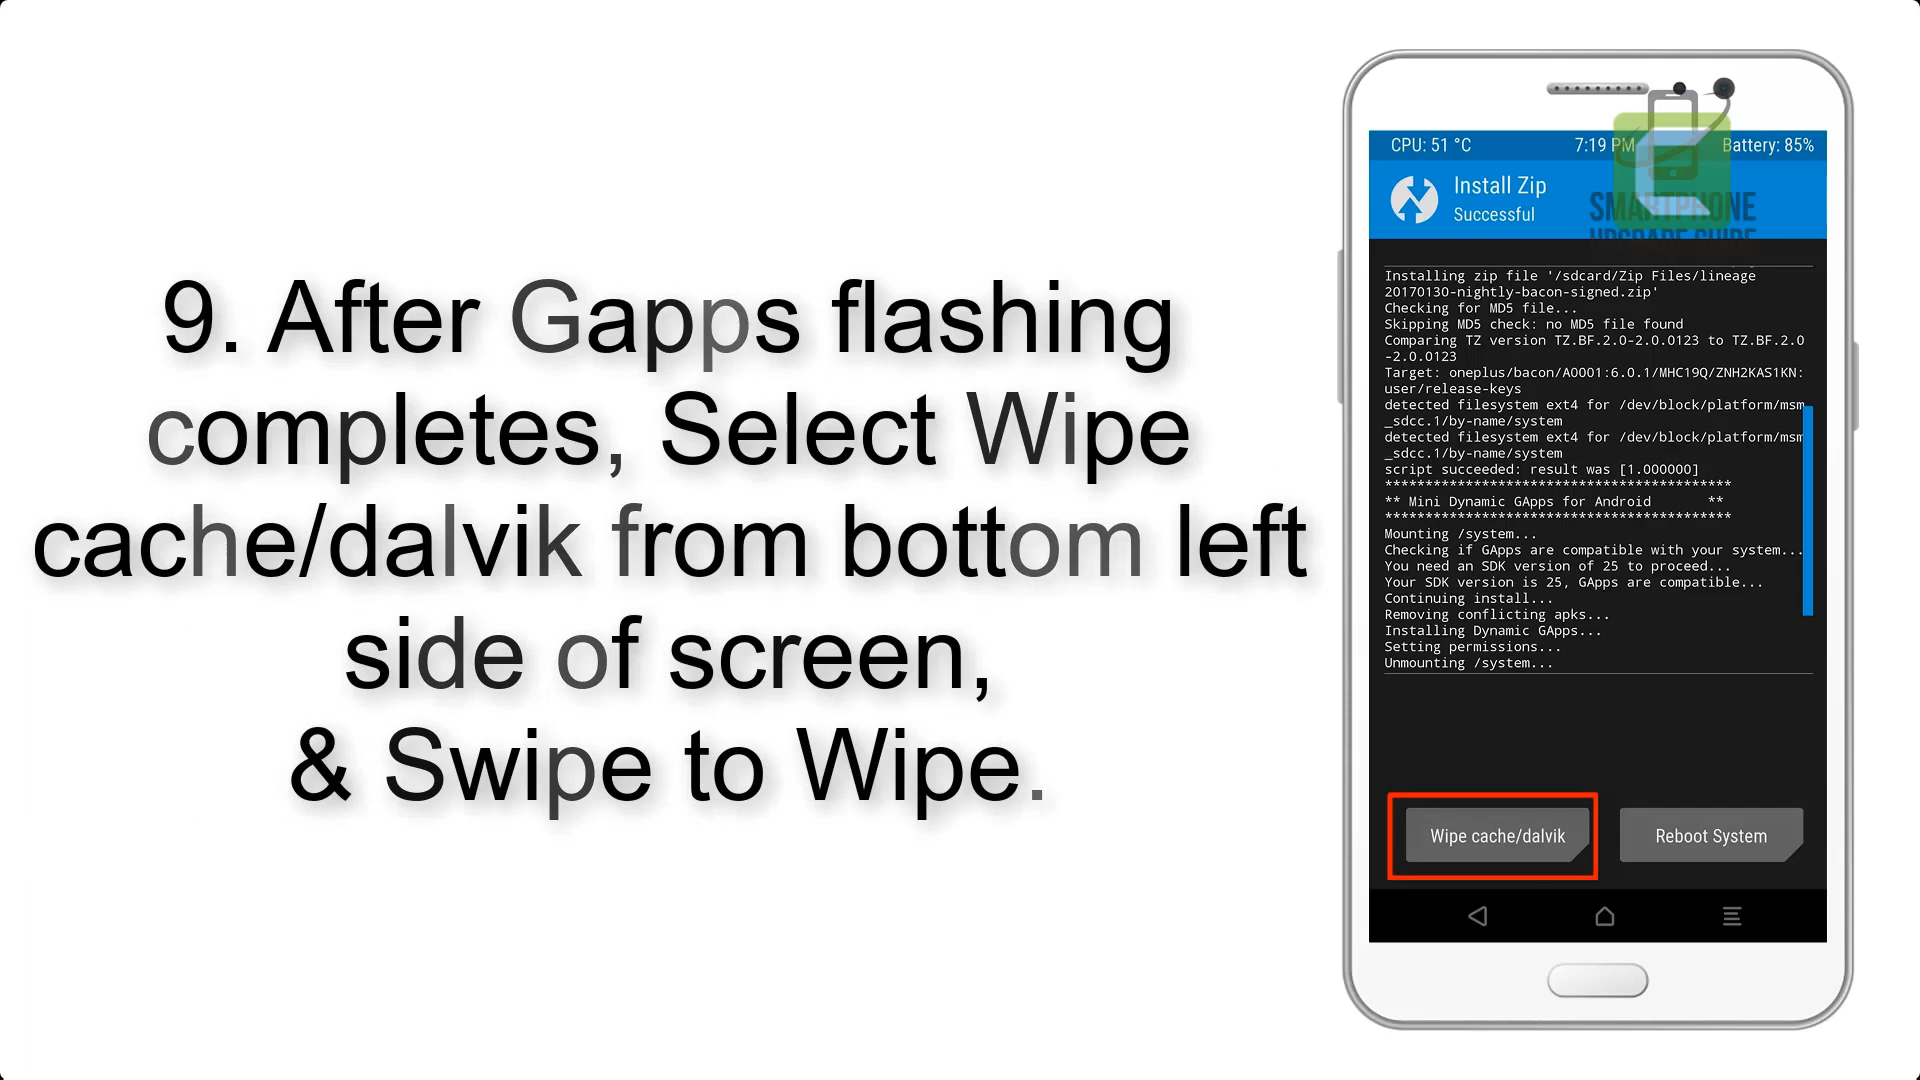 9. After Gapps flashing
completes, Select Wipe
cache/dalvik from bottom left
side of screen,
& Swipe to Wipe.
CPU: 51 °C 7:19 PM Battery: 85%
Install Zip
Successful
SMARTPHONE
UPGRADE GUIDE
Installing zip file '/sdcard/Zip Files/lineage
20170130-nightly-bacon-signed.zip'
Checking for MD5 file...
Skipping MD5 check: no MD5 file found
Comparing TZ version TZ.BF.2.0-2.0.0123 to TZ.BF.2.0
-2.0.0123
Target: oneplus/bacon/A0001:6.0.1/MHC19Q/ZNH2KAS1KN:
user/release-keys
detected filesystem ext4 for /dev/block/platform/msm
_sdcc.1/by-name/system
detected filesystem ext4 for /dev/block/platform/msm
_sdcc.1/by-name/system
script succeeded: result was [1.000000]
*******************************************
** Mini Dynamic GApps for Android **
*******************************************
Mounting /system...
Checking if GApps are compatible with your system...
You need an SDK version of 25 to proceed...
Your SDK version is 25, GApps are compatible...
Continuing install...
Removing conflicting apks...
Installing Dynamic GApps...
Setting permissions...
Unmounting /system...
Wipe cache/dalvik
Reboot System